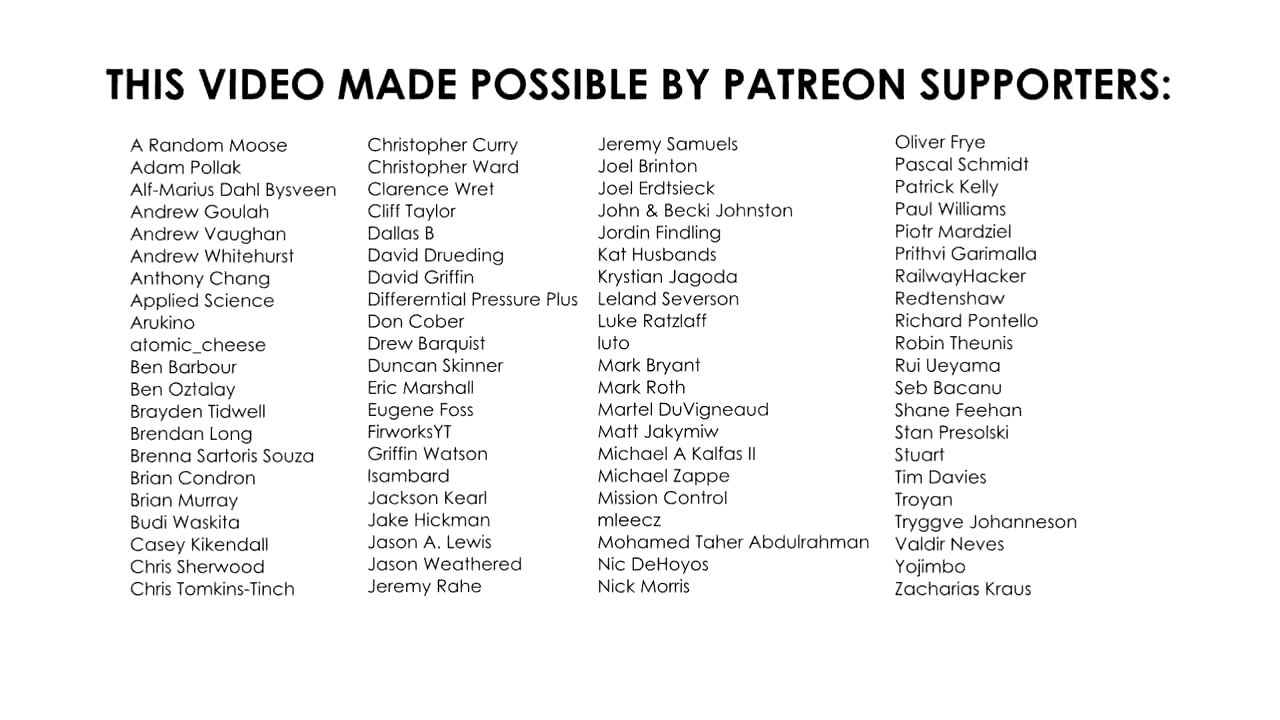 THIS VIDEO MADE POSSIBLE BY PATREON SUPPORTERS:
A Random Moose
Adam Pollak
Alf-Marius Dahl Bysveen
Andrew Goulah
Andrew Vaughan
Andrew Whitehurst
Anthony Chang
Applied Science
Arukino
atomic_cheese
Ben Barbour
Ben Oztalay
Brayden Tidwell
Brendan Long
Brenna Sartoris Souza
Brian Condron
Brian Murray
Budi Waskita
Casey Kikendall
Chris Sherwood
Chris Tomkins-Tinch
Christopher Curry
Christopher Ward
Clarence Wret
Cliff Taylor
Dallas B
David Drueding
David Griffin
Differerntial Pressure Plus
Don Cober
Drew Barquist
Duncan Skinner
Eric Marshall
Eugene Foss
FirworksYT
Griffin Watson
Isambard
Jackson Kearl
Jake Hickman
Jason A. Lewis
Jason Weathered
Jeremy Rahe
Jeremy Samuels
Joel Brinton
Joel Erdtsieck
John & Becki Johnston
Jordin Findling
Kat Husbands
Krystian Jagoda
Leland Severson
Luke Ratzlaff
luto
Mark Bryant
Mark Roth
Martel DuVigneaud
Matt Jakymiw
Michael A Kalfas II
Michael Zappe
Mission Control
mleecz
Mohamed Taher Abdulrahman
Nic DeHoyos
Nick Morris
Oliver Frye
Pascal Schmidt
Patrick Kelly
Paul Williams
Piotr Mardziel
Prithvi Garimalla
RailwayHacker
Redtenshaw
Richard Pontello
Robin Theunis
Rui Ueyama
Seb Bacanu
Shane Feehan
Stan Presolski
Stuart
Tim Davies
Troyan
Tryggve Johanneson
Valdir Neves
Yojimbo
Zacharias Kraus